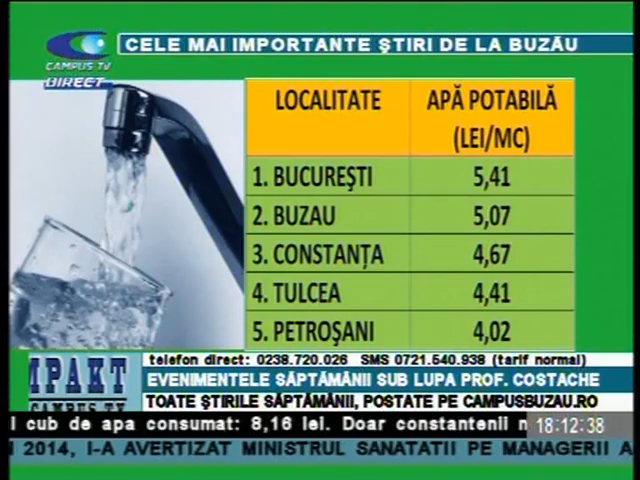 CELE MAI IMPORTANTE ŞTIRI DE LA BUZĂU
CAMPUS TV
DIRECT
LOCALITATE APĂ POTABILĂ
(LEI/MC)
1. BUCUREŞTI 5,41
2. BUZAU 5,07
3. CONSTANȚA 4,67
4. TULCEA 4,41
5. PETROŞANI 4,02
telefon direct: 0238.720.026 SMS 0721.540.938 (tarif normal)
MPAKT
CAMPUS TV
EVENIMENTELE SĂPTĂMÂNII SUB LUPA PROF. COSTACHE
TOATE ŞTIRILE SĂPTĂMÂNII, POSTATE PE CAMPUSBUZAU.RO
l cub de apa consumat: 8,16 lei. Doar constantenii 18:12:38
N 2014, I-A AVERTIZAT MINISTRUL SANATATII PE MANAGERII A